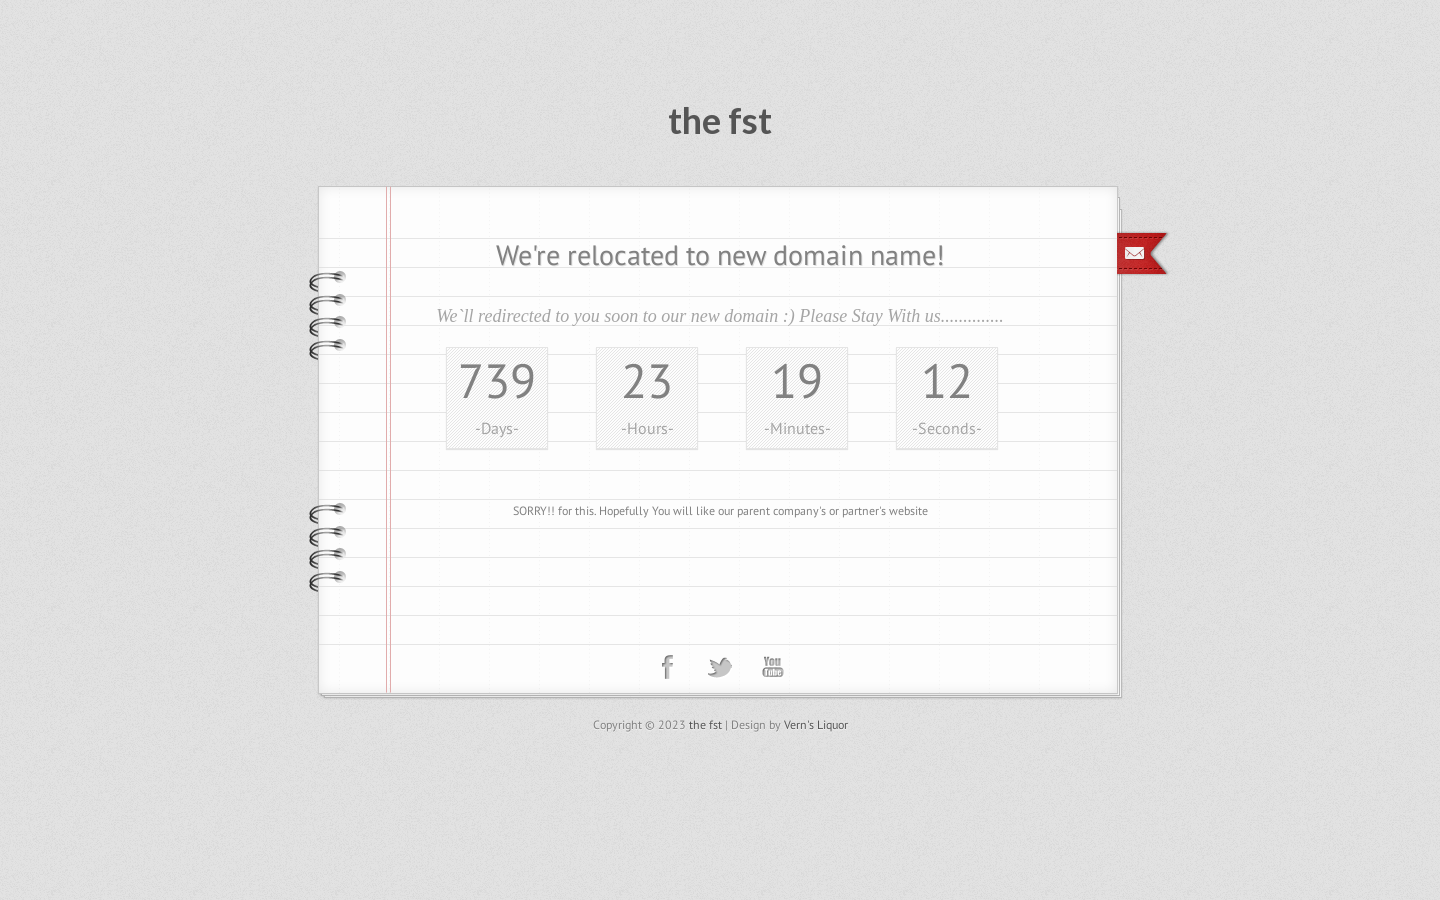 the fst
We're relocated to new domain name!
We`ll redirected to you soon to our new domain :) Please Stay With us..............
739 23 19 12
-Days- -Hours- -Minutes- -Seconds-
SORRY!! for this. Hopefully You will like our parent company's or partner's website
You
Tube
Copyright © 2023 the fst | Design by Vern's Liquor